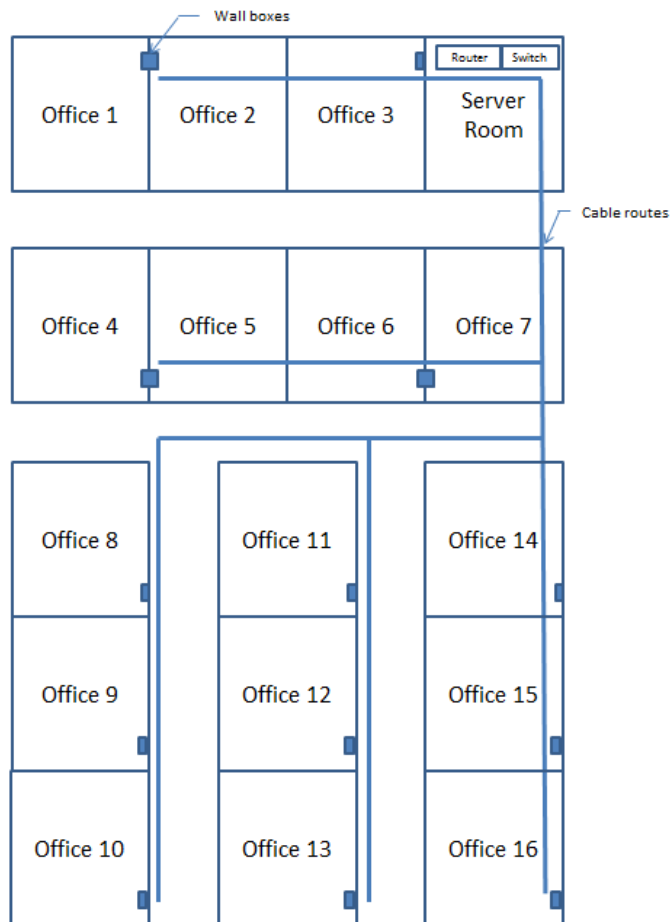 Wall boxes
Router Switch
Office 1 Office 2 Office 3 Server
Room
Cable routes
Office 4 Office 5 Office 6 Office 7
Office 8 Office 11 Office 14
Office 9 Office 12 Office 15
Office 10 Office 13 Office 16